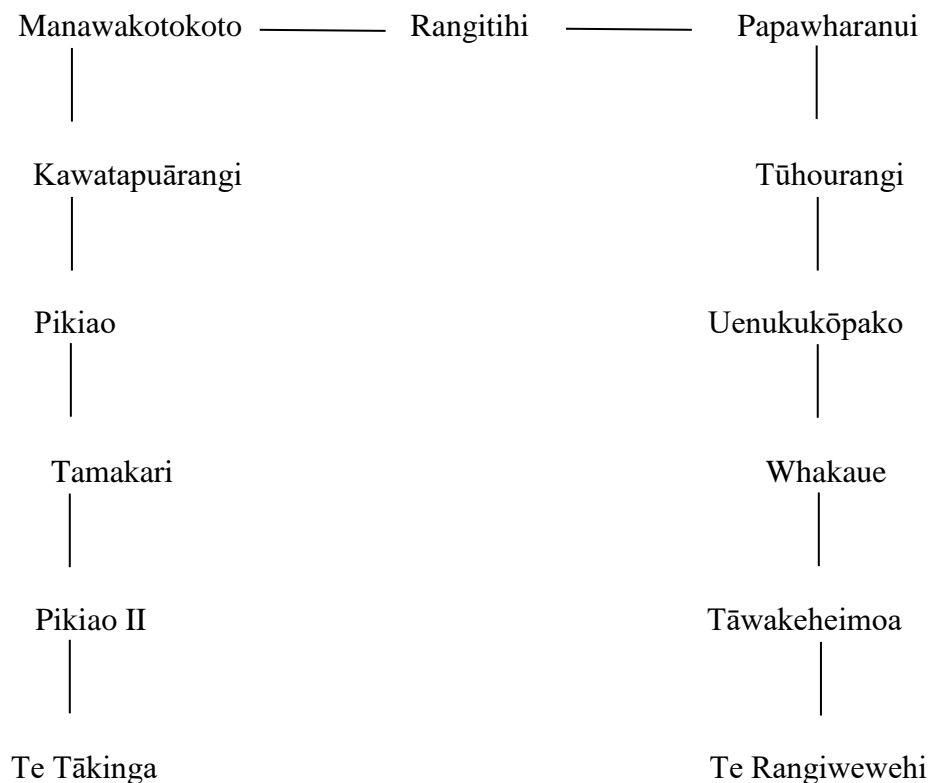 Manawakotokoto Rangitihi Papawharanui
Kawatapuārangi Tūhourangi
Pikiao Uenukukōpako
Tamakari Whakaue
Pikiao II Tāwakeheimoa
Te Tākinga Te Rangiwewehi